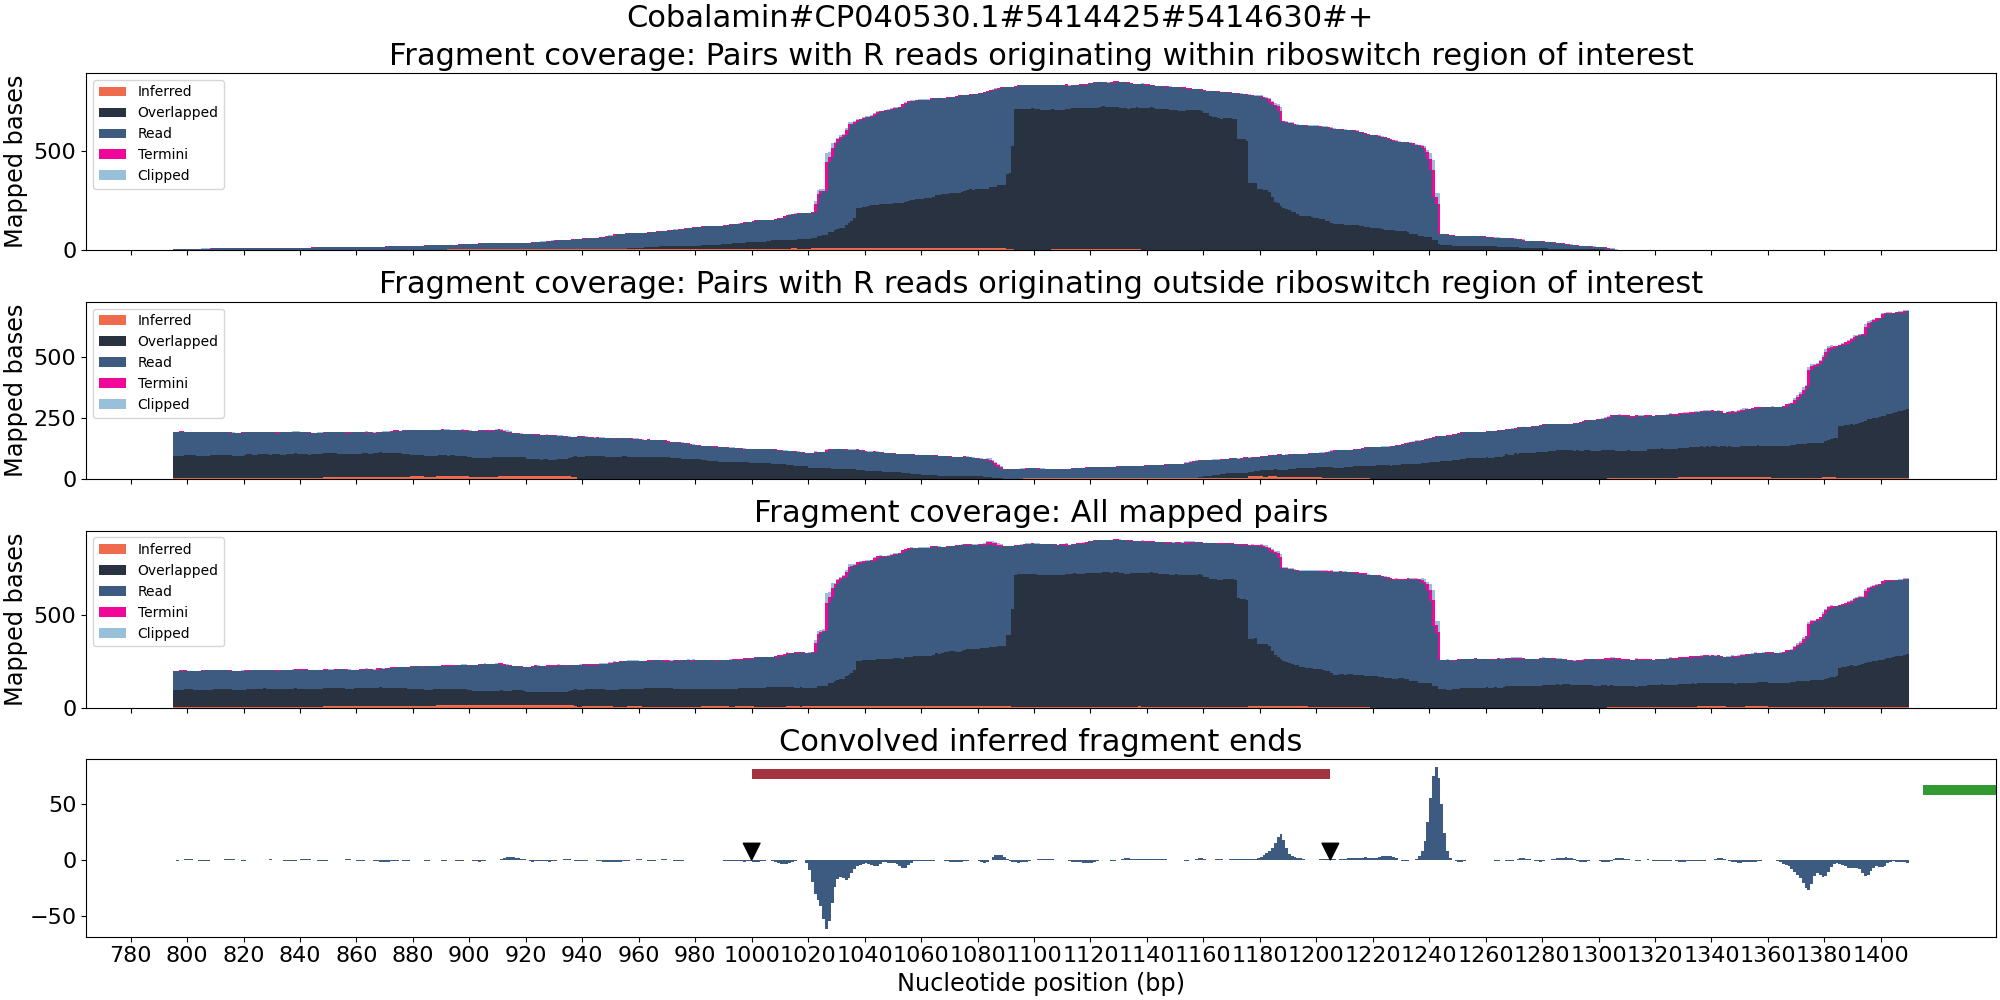 Cobalamin#CP040530.1#5414425#5414630#+
Fragment coverage: Pairs with R reads originating within riboswitch region of interest
Mapped bases
500
0
Inferred
Overlapped
Read
Termini
Clipped
Fragment coverage: Pairs with R reads originating outside riboswitch region of interest
Mapped bases
500
250
0
Inferred
Overlapped
Read
Termini
Clipped
Fragment coverage: All mapped pairs
Mapped bases
500
0
Inferred
Overlapped
Read
Termini
Clipped
Convolved inferred fragment ends
50
0
−50
780 800 820 840 860 880 900 920 940 960 980 1000 1020 1040 1060 1080 1100 1120 1140 1160 1180 1200 1220 1240 1260 1280 1300 1320 1340 1360 1380 1400
Nucleotide position (bp)